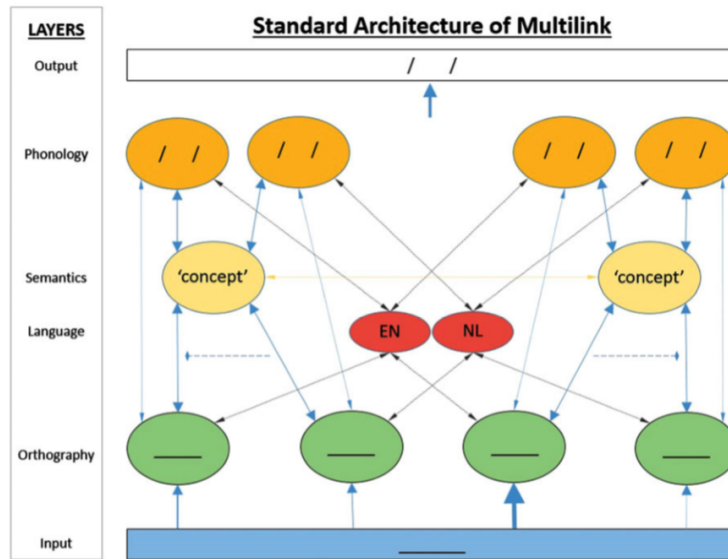 LAYERS
Standard Architecture of Multilink
Output
/ /
Phonology
/ / / / / / / /
Semantics
‘concept’ ‘concept’
Language
EN NL
Orthography
Input